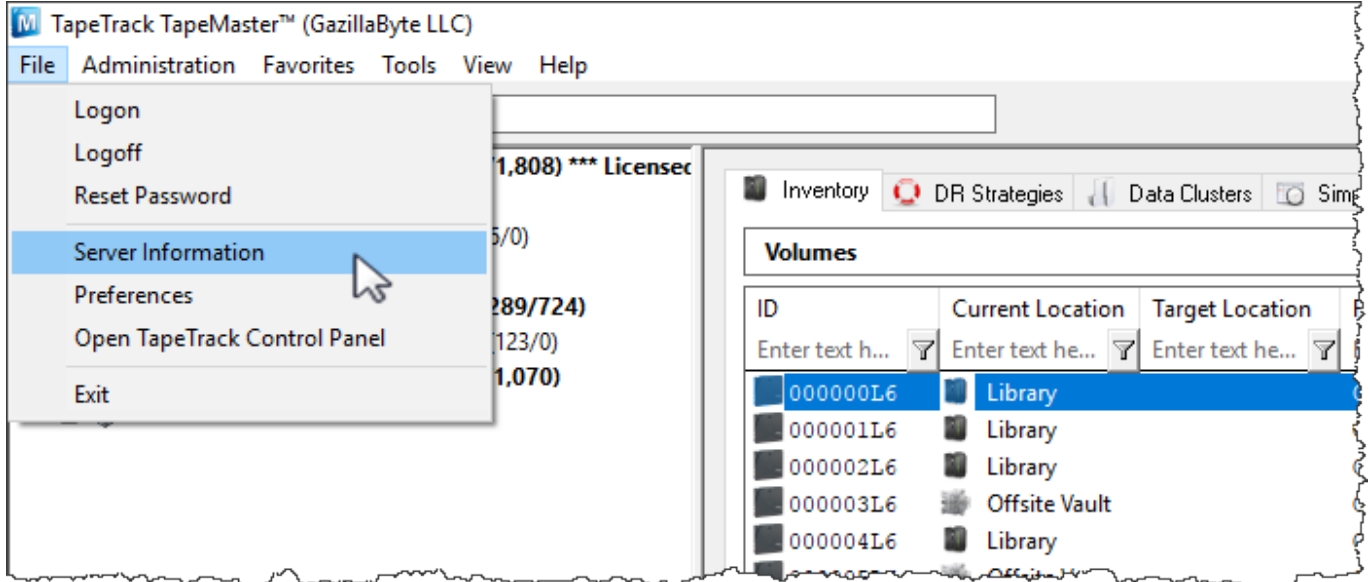 TapeTrack TapeMaster™ (GazillaByte LLC)
File Administration Favorites Tools View Help
Logon
Logoff
Reset Password
Server Information
Preferences
Open TapeTrack Control Panel
Exit
1,808) *** Licensed
/0)
289/724)
(123/0)
1,070)
Inventory DR Strategies Data Clusters
Volumes
ID Current Location Target Location
Enter text h... Enter text he... Enter text he...
000000L6 Library
000001L6 Library
000002L6 Library
000003L6 Offsite Vault
000004L6 Library